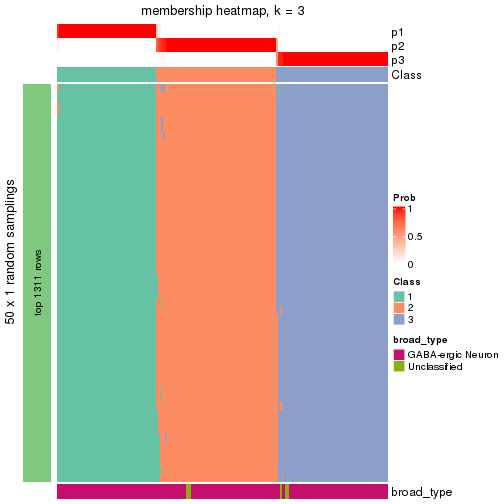 membership heatmap, k = 3
p1
p2
p3
Class
50 x 1 random samplings
top 1311 rows
Prob
1
0.5
0
Class
1
2
3
broad_type
GABA-ergic Neuron
Unclassified
broad_type